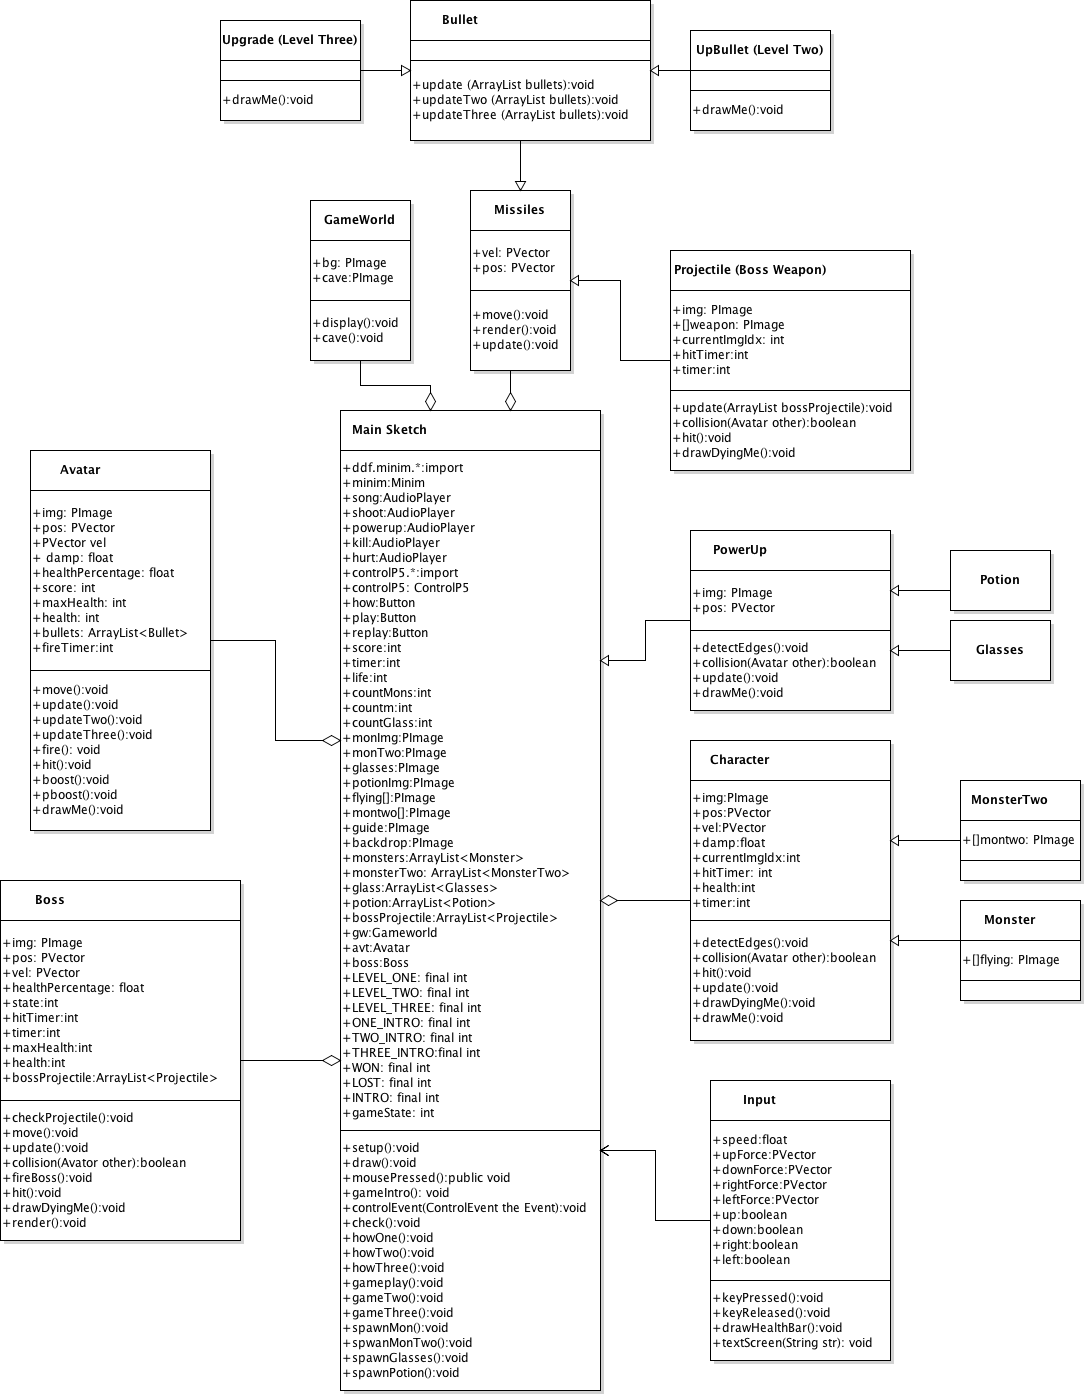 Upgrade (Level Three)
+drawMe():void
Bullet
+update (ArrayList bullets):void
+updateTwo (ArrayList bullets):void
+updateThree (ArrayList bullets):void
UpBullet (Level Two)
+drawMe():void
GameWorld
+bg: PImage
+cave:PImage
+display():void
+cave():void
Missiles
+vel: PVector
+pos: PVector
+move():void
+render():void
+update():void
Projectile (Boss Weapon)
+img: PImage
+[]weapon: PImage
+currentImgIdx: int
+hitTimer:int
+timer:int
+update(ArrayList bossProjectile):void
+collision(Avatar other):boolean
+hit():void
+drawDyingMe():void
Avatar
+img: PImage
+pos: PVector
+PVector vel
+ damp: float
+healthPercentage: float
+score: int
+maxHealth: int
+health: int
+bullets: ArrayList<Bullet>
+fireTimer:int
+move():void
+update():void
+updateTwo():void
+updateThree():void
+fire(): void
+hit():void
+boost():void
+pboost():void
+drawMe():void
Boss
+img: PImage
+pos: PVector
+vel: PVector
+healthPercentage: float
+state:int
+hitTimer:int
+timer:int
+maxHealth:int
+health:int
+bossProjectile:ArrayList<Projectile>
+checkProjectile():void
+move():void
+update():void
+collision(Avator other):boolean
+fireBoss():void
+hit():void
+drawDyingMe():void
+render():void
Main Sketch
+ddf.minim.*:import
+minim:Minim
+song:AudioPlayer
+shoot:AudioPlayer
+powerup:AudioPlayer
+kill:AudioPlayer
+hurt:AudioPlayer
+controlP5.*:import
+controlP5: ControlP5
+how:Button
+play:Button
+replay:Button
+score:int
+timer:int
+life:int
+countMons:int
+countm:int
+countGlass:int
+monImg:PImage
+monTwo:PImage
+glasses:PImage
+potionImg:PImage
+flying[]:PImage
+montwo[]:PImage
+guide:PImage
+backdrop:PImage
+monsters:ArrayList<Monster>
+monsterTwo: ArrayList<MonsterTwo>
+glass:ArrayList<Glasses>
+potion:ArrayList<Potion>
+bossProjectile:ArrayList<Projectile>
+gw:Gameworld
+avt:Avatar
+boss:Boss
+LEVEL_ONE: final int
+LEVEL_TWO: final int
+LEVEL_THREE: final int
+ONE_INTRO: final int
+TWO_INTRO: final int
+THREE_INTRO:final int
+WON: final int
+LOST: final int
+INTRO: final int
+gameState: int
+setup():void
+draw():void
+mousePressed():public void
+gameIntro(): void
+controlEvent(ControlEvent the Event):void
+check():void
+howOne():void
+howTwo():void
+howThree():void
+gameplay():void
+gameTwo():void
+gameThree():void
+spawnMon():void
+spwanMonTwo():void
+spawnGlasses():void
+spawnPotion():void
PowerUp
+img: PImage
+pos: PVector
+detectEdges():void
+collision(Avatar other):boolean
+update():void
+drawMe():void
Potion
Glasses
Character
+img:PImage
+pos:PVector
+vel:PVector
+damp:float
+currentImgIdx:int
+hitTimer: int
+health:int
+timer:int
+detectEdges():void
+collision(Avatar other):boolean
+hit():void
+update():void
+drawDyingMe():void
+drawMe():void
MonsterTwo
+[]montwo: PImage
Monster
+[]flying: PImage
Input
+speed:float
+upForce:PVector
+downForce:PVector
+rightForce:PVector
+leftForce:PVector
+up:boolean
+down:boolean
+right:boolean
+left:boolean
+keyPressed():void
+keyReleased():void
+drawHealthBar():void
+textScreen(String str): void